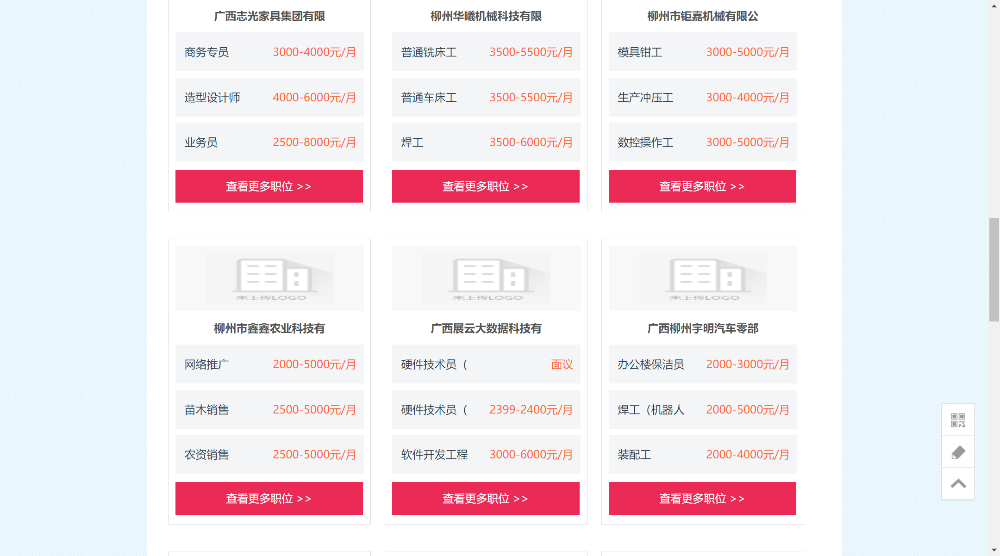 广西志光家具集团有限
商务专员 3000-4000元/月
造型设计师 4000-6000元/月
业务员 2500-8000元/月
查看更多职位 >>
柳州华曦机械科技有限
普通铣床工 3500-5500元/月
普通车床工 3500-5500元/月
焊工 3500-6000元/月
查看更多职位 >>
柳州市钜嘉机械有限公
模具钳工 3000-5000元/月
生产冲压工 3000-4000元/月
数控操作工 3000-5000元/月
查看更多职位 >>
未上传LOGO
柳州市鑫鑫农业科技有
网络推广 2000-5000元/月
苗木销售 2500-5000元/月
农资销售 2500-5000元/月
查看更多职位 >>
未上传LOGO
广西展云大数据科技有
硬件技术员（ 面议
硬件技术员（ 2399-2400元/月
软件开发工程 3000-6000元/月
查看更多职位 >>
未上传LOGO
广西柳州宇明汽车零部
办公楼保洁员 2000-3000元/月
焊工（机器人 2000-5000元/月
装配工 2000-4000元/月
查看更多职位 >>